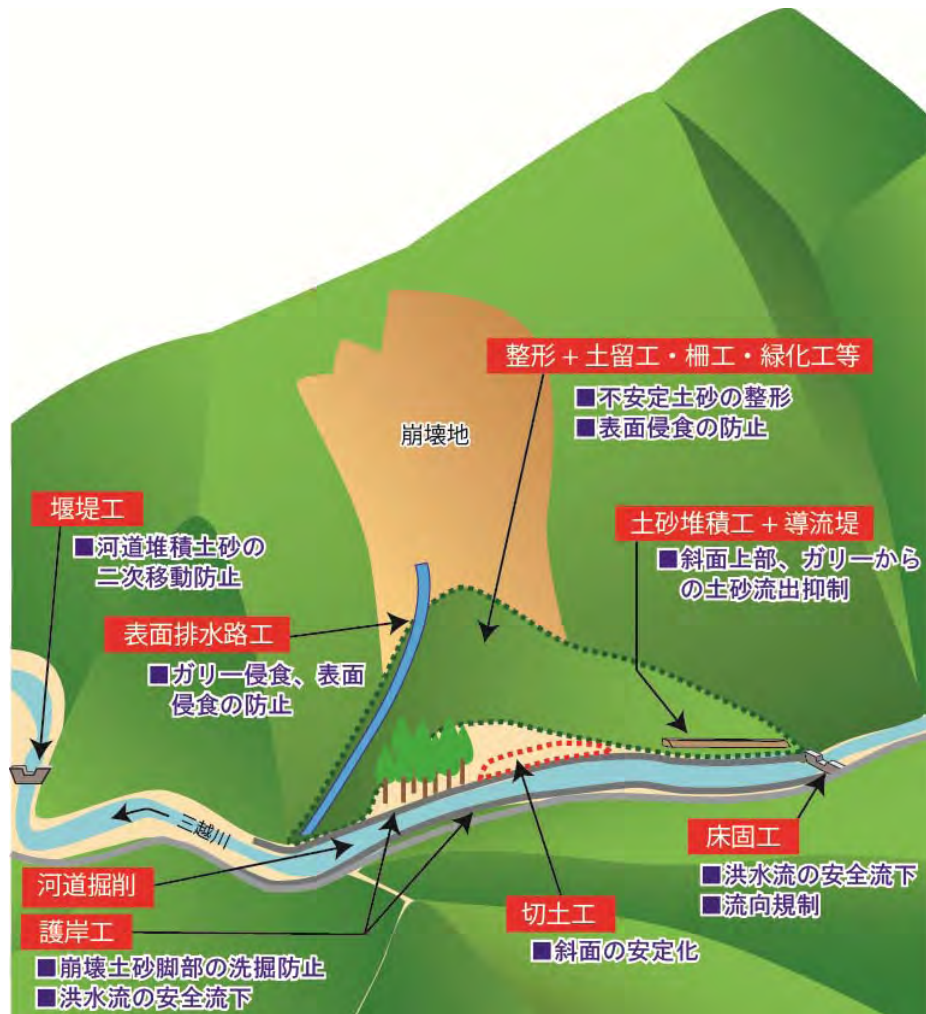 整形+土留工・柵工・緑化工等
■不安定土砂の整形
■表面侵食の防止
崩壊地
堰堤工
■河道堆積土砂の
二次移動防止
土砂堆積工+導流堤
■斜面上部、ガリーから
の土砂流出抑制
表面排水路工
■ガリー侵食、表面
侵食の防止
三越川
床固工
■洪水流の安全流下
■流向規制
河道掘削
護岸工
■崩壊土砂脚部の洗掘防止
■洪水流の安全流下
切土工
■斜面の安定化